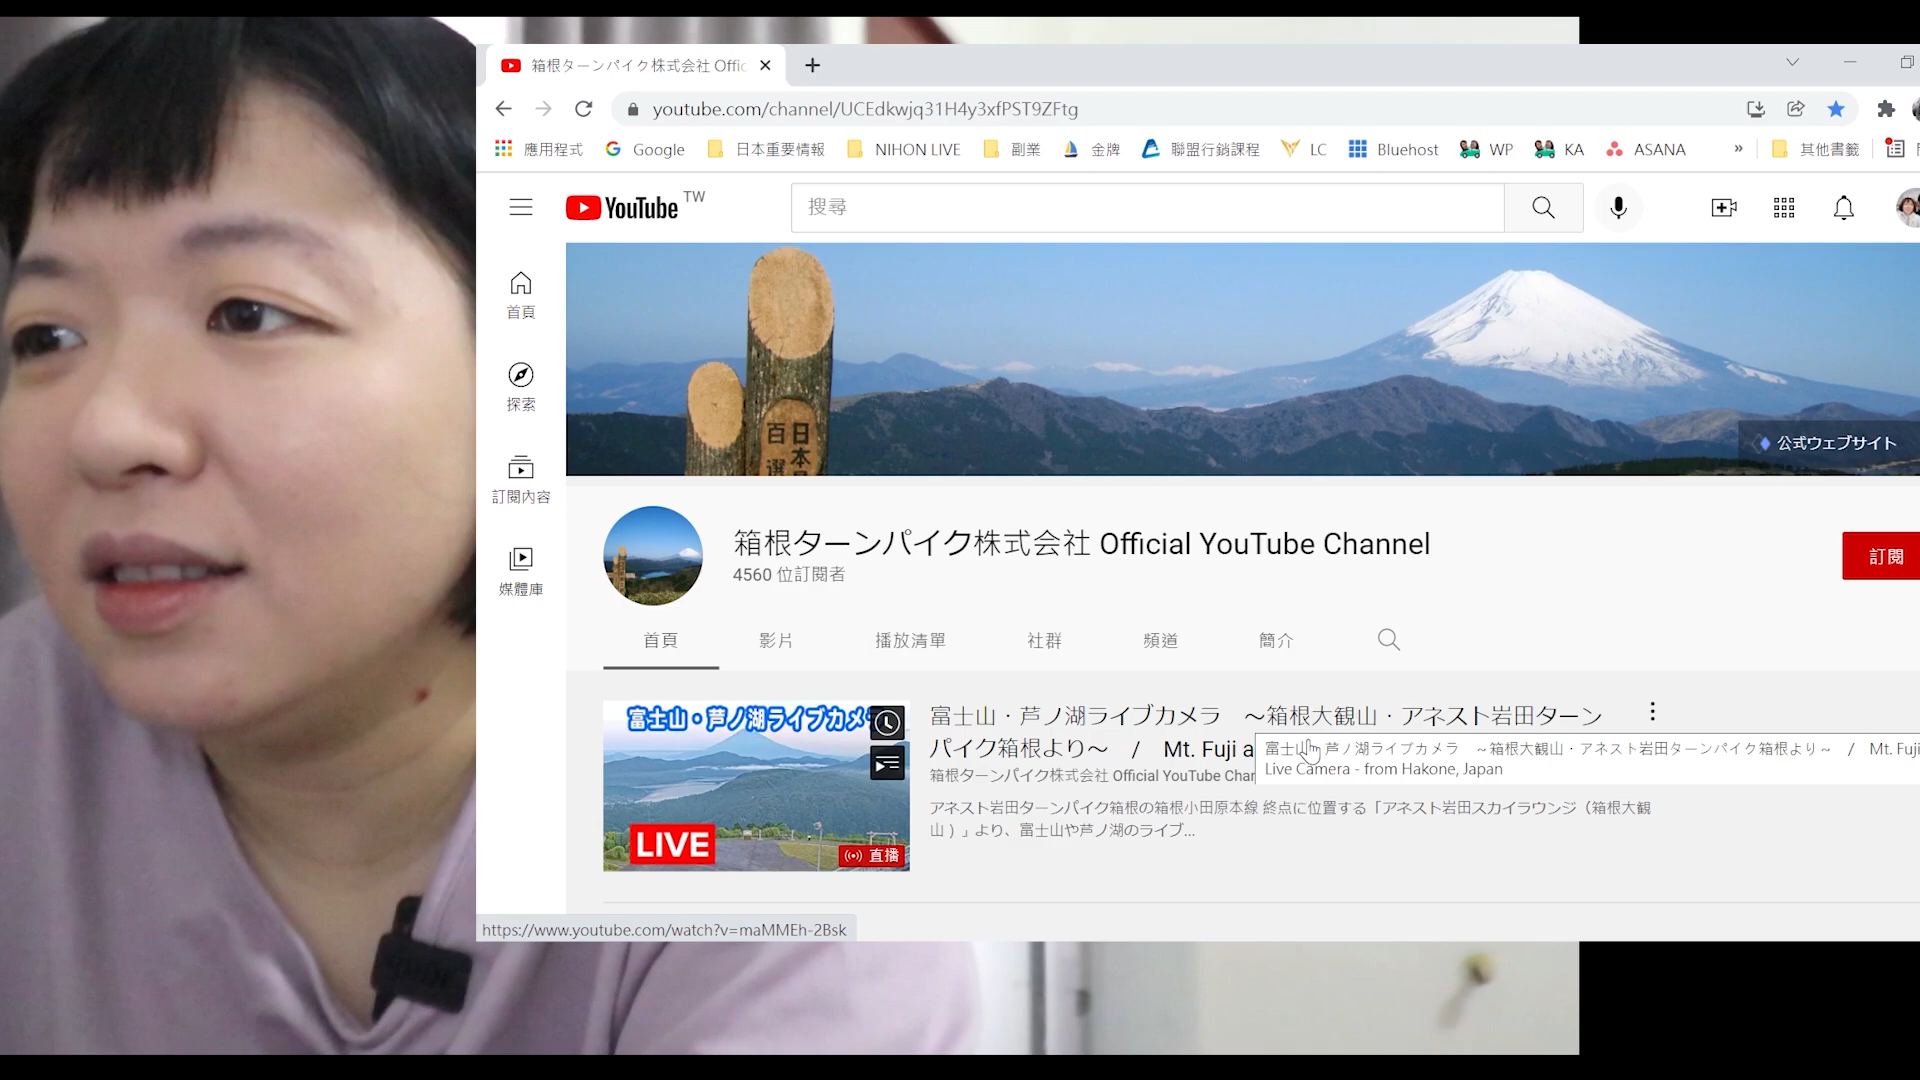 箱根ターンパイク株式会社 Offic
youtube.com/channel/UCEdkwjq31H4y3xfPST9ZFtg
應用程式 Google 日本重要情報 NIHON LIVE 副業 金牌 聯盟行銷課程 LC Bluehost WP KA ASANA » 其他書籤
YouTube TW
搜尋
首頁
探索
訂閱內容
媒體庫
日本
百選
公式ウェブサイト
箱根ターンパイク株式会社 Official YouTube Channel
4560 位訂閱者
訂閱
首頁 影片 播放清單 社群 頻道 簡介
富士山・芦ノ湖ライブカメ
LIVE
直播
富士山・芦ノ湖ライブカメラ ～箱根大観山・アネスト岩田ターン
パイク箱根より～ / Mt. Fuji a
箱根ターンパイク株式会社 Official YouTube Char
富士山・芦ノ湖ライブカメラ ～箱根大観山・アネスト岩田ターンパイク箱根より～ / Mt. Fuji
Live Camera - from Hakone, Japan
アネスト岩田ターンパイク箱根の箱根小田原本線 終点に位置する「アネスト岩田スカイラウンジ（箱根大観
山）」より、富士山や芦ノ湖のライブ...
https://www.youtube.com/watch?v=maMMEh-2Bsk